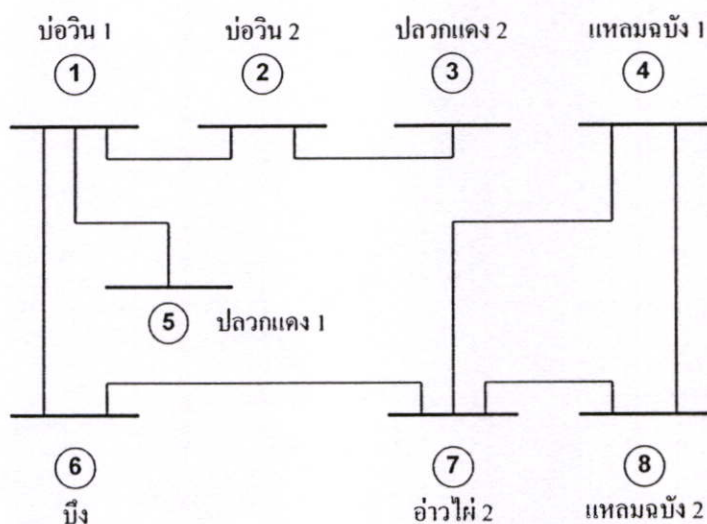 บ่อวิน 1 บ่อวิน 2 ปลวกแดง 2 แหลมฉบัง 1
1 2 3 4
5 ปลวกแดง 1
6 7 8
บึง อ่าวไผ่ 2 แหลมฉบัง 2